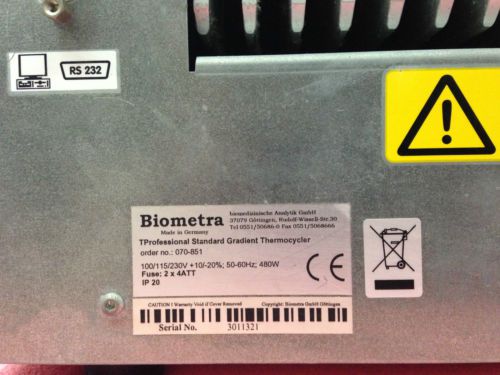 RS 232
Biometra
Made in Germany
biomedizinische Analytik GmbH
37079 Göttingen, Rudolf-Wissell-Str.30
Tel 0551/50686-0 Fax 0551/5068666
TProfessional Standard Gradient Thermocycler
order no.: 070-851
100/115/230V +10/-20%; 50-60Hz; 480W
Fuse: 2 x 4ATT
IP 20
CE
CAUTION ! Warranty Void if Cover Removed
Copyright: Biometra GmbH Göttingen
Serial No.
3011321